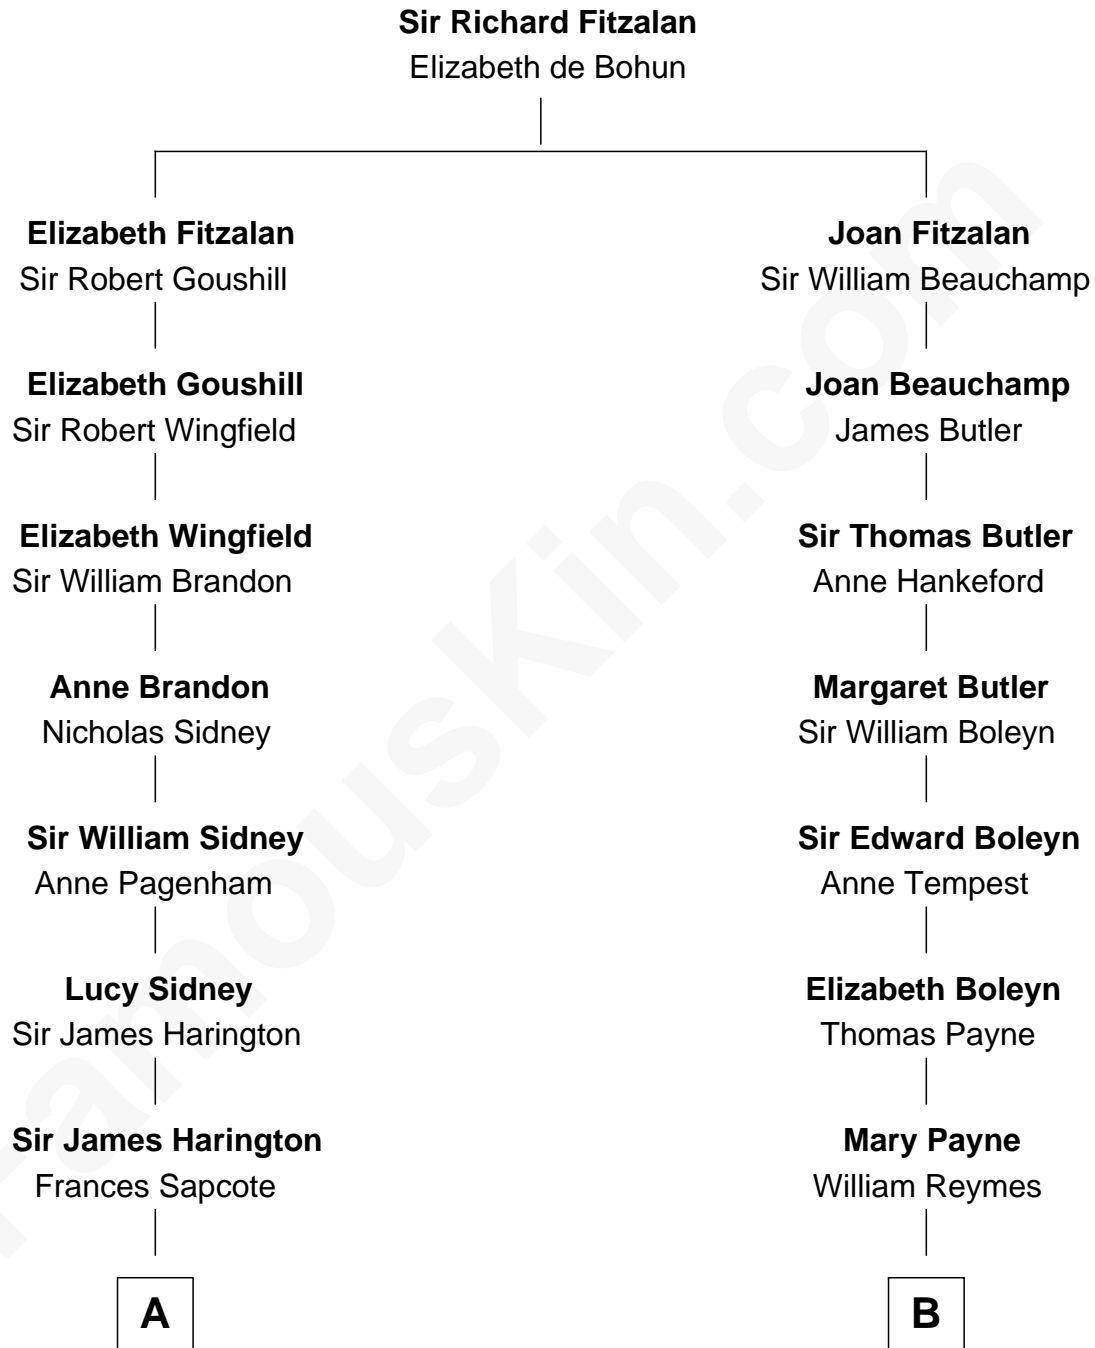 Sir Richard Fitzalan
Elizabeth de Bohun
Elizabeth Fitzalan
Sir Robert Goushill
Joan Fitzalan
Sir William Beauchamp
Elizabeth Goushill
Sir Robert Wingfield
Joan Beauchamp
James Butler
Elizabeth Wingfield
Sir William Brandon
Sir Thomas Butler
Anne Hankeford
Anne Brandon
Nicholas Sidney
Margaret Butler
Sir William Boleyn
Sir William Sidney
Anne Pagenham
Sir Edward Boleyn
Anne Tempest
Lucy Sidney
Sir James Harington
Elizabeth Boleyn
Thomas Payne
Sir James Harington
Frances Sapcote
Mary Payne
William Reymes
A
B
FamousKin.com